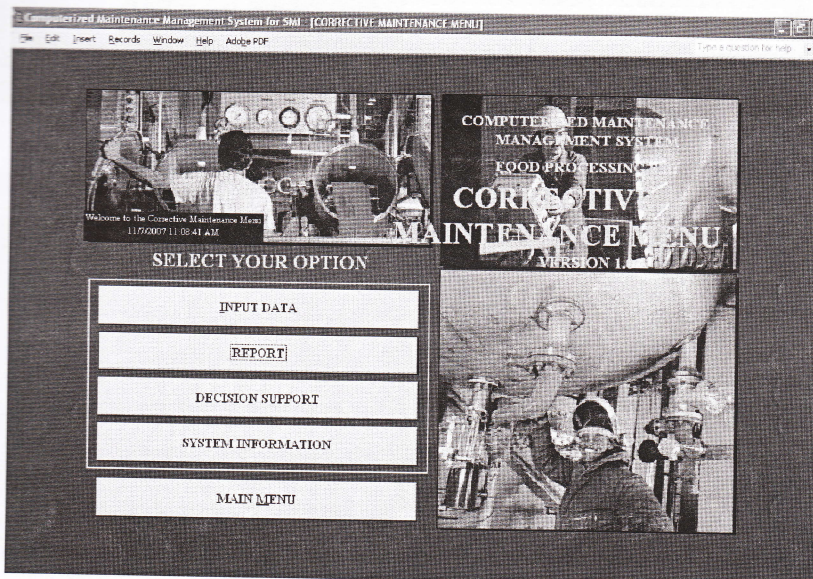 Computerized Maintenance Management System for SMI - [CORRECTIVE MAINTENANCE MENU]
File Edit Insert Records Window Help Adobe PDF
Type a question for help
COMPUTERIZED MAINTENANCE
MANAGEMENT SYSTEM
FOOD PROCESSING
CORRECTIVE
MAINTENANCE MENU
VERSION 1.
Welcome to the Corrective Maintenance Menu
11/7/2007 11:08:41 AM
SELECT YOUR OPTION
INPUT DATA
REPORT
DECISION SUPPORT
SYSTEM INFORMATION
MAIN MENU